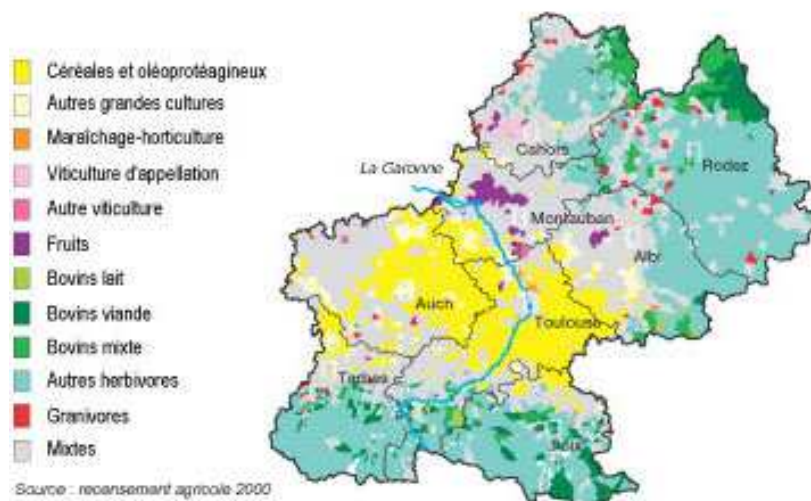 Céréales et oléoprotéagineux
Autres grandes cultures
Maraîchage-horticulture
Viticulture d'appellation
Autre viticulture
Fruits
Bovins lait
Bovins viande
Bovins mixte
Autres herbivores
Granivores
Mixtes
Source : recensement agricole 2000
La Garonne
Cahors
Rodez
Montauban
Albi
Auch
Toulouse
Tarbes
Foix